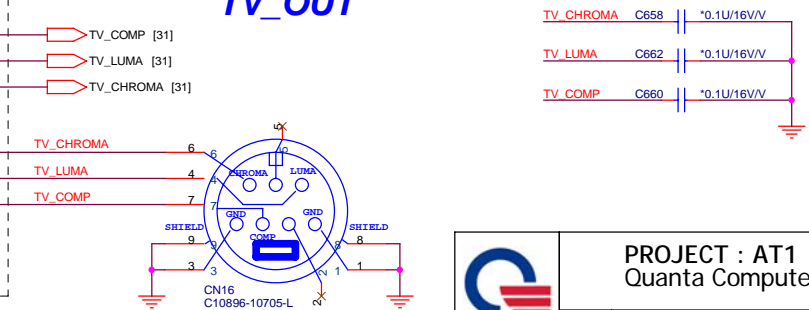 TV_OUT
TV_COMP [31]
TV_LUMA [31]
TV_CHROMA [31]
TV_CHROMA C658 *0.1U/16V/V
TV_LUMA C662 *0.1U/16V/V
TV_COMP C660 *0.1U/16V/V
5
5
TV_CHROMA 6 6
TV_LUMA 4 4
TV_COMP 7 7
CHROMA LUMA
GND GND
COMP
SHIELD SHIELD
9 9 8 8
3 3 1 1
2
2
CN16
C10896-10705-L
PROJECT : AT1
Quanta Compute